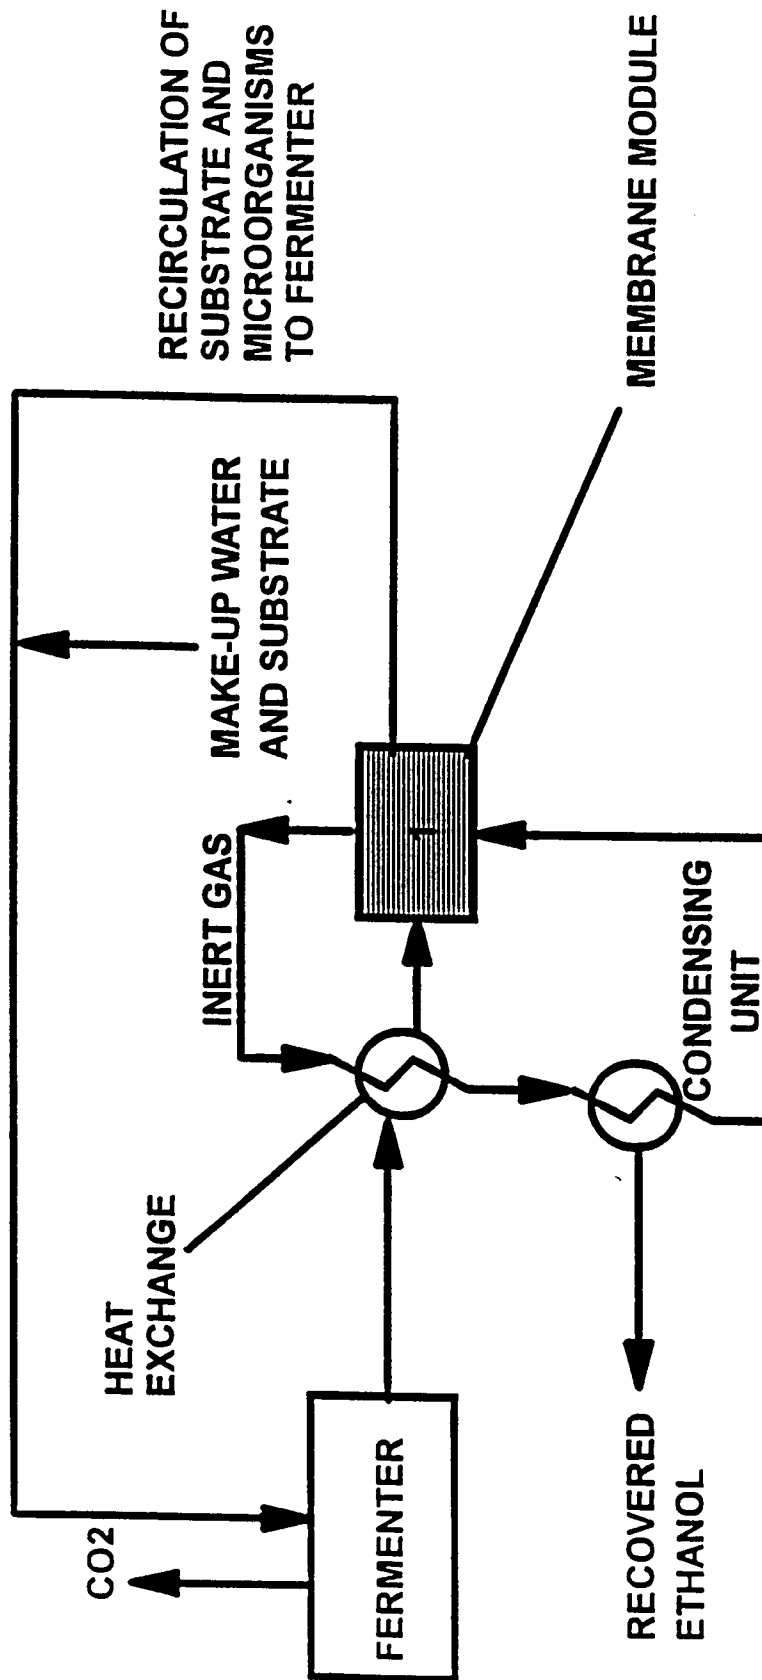 RECIRCULATION OF
SUBSTRATE AND
MICROORGANISMS
TO FERMENTER
MAKE-UP WATER
AND SUBSTRATE
MEMBRANE MODULE
INERT GAS
CONDENSING
UNIT
HEAT
EXCHANGE
CO2
FERMENTER
RECOVERED
ETHANOL